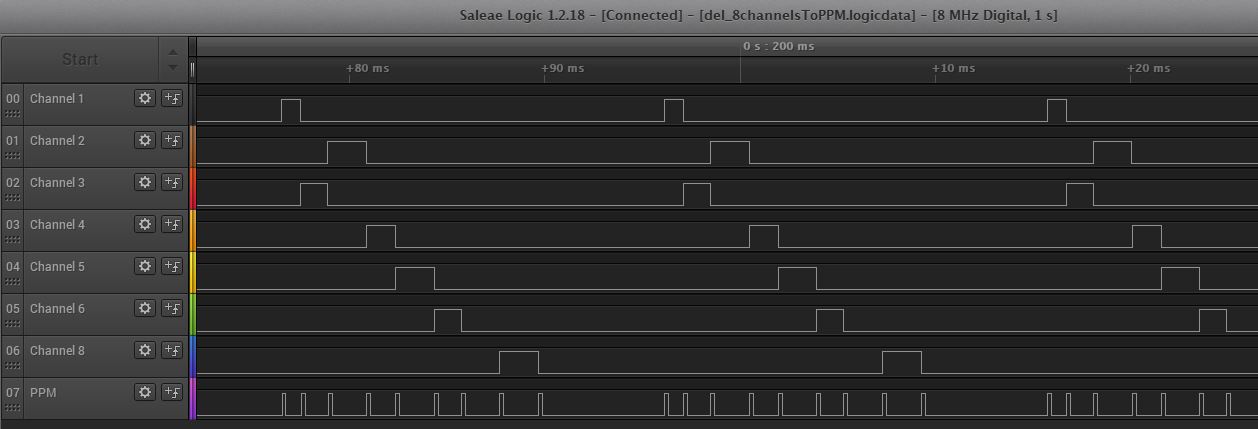 Saleae Logic 1.2.18 – [Connected] – [del_8channelsToPPM.logicdata] – [8 MHz Digital, 1 s]
Start
0 s : 200 ms
+80 ms +90 ms +10 ms +20 ms
00 Channel 1
01 Channel 2
02 Channel 3
03 Channel 4
04 Channel 5
05 Channel 6
06 Channel 8
07 PPM